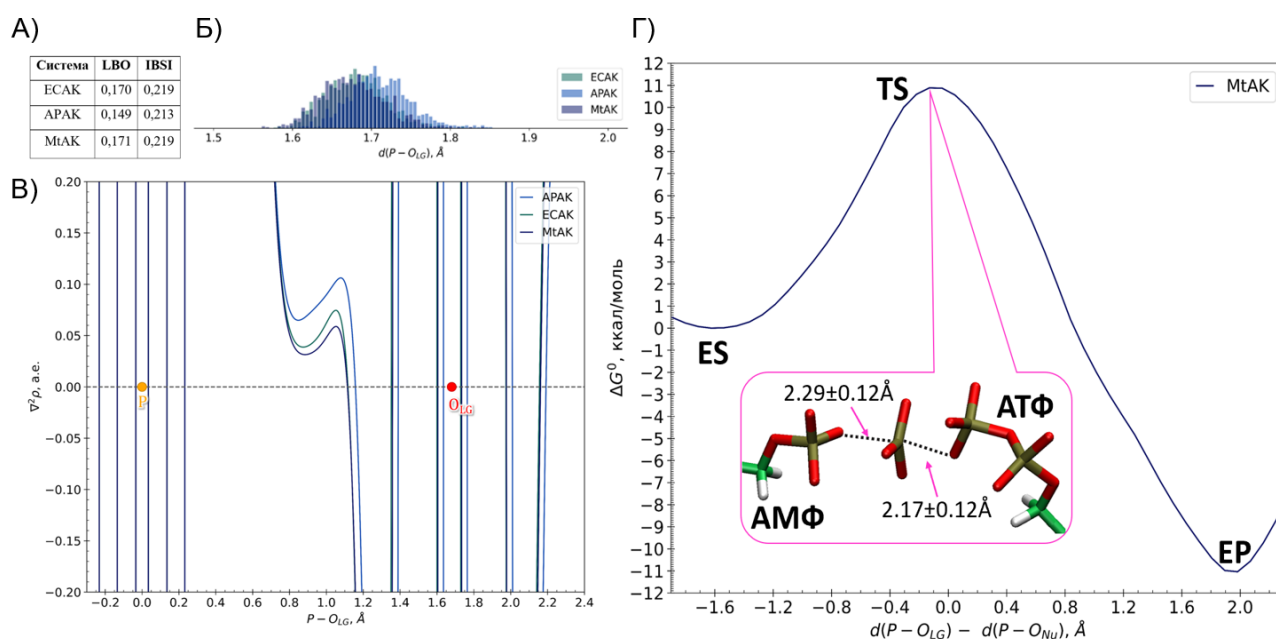 А)
Система LBO IBSI
ECAK 0,170 0,219
APAK 0,149 0,213
MtAK 0,171 0,219
Б)
ECAK
APAK
MtAK
1.5 1.6 1.7 1.8 1.9 2.0
d(P − O_LG), Å
В)
0.20
0.15
0.10
0.05
0.00
−0.05
−0.10
−0.15
−0.20
∇²ρ, а.е.
APAK
ECAK
MtAK
P
O_LG
−0.2 0.0 0.2 0.4 0.6 0.8 1.0 1.2 1.4 1.6 1.8 2.0 2.2 2.4
P − O_LG, Å
Г)
12
11
10
9
8
7
6
5
4
3
2
1
0
−1
−2
−3
−4
−5
−6
−7
−8
−9
−10
−11
−12
ΔG⁰, ккал/моль
MtAK
TS
ES
EP
2.29±0.12Å
АТФ
АМФ
2.17±0.12Å
−1.6 −1.2 −0.8 −0.4 0.0 0.4 0.8 1.2 1.6 2.0
d(P − O_LG) − d(P − O_Nu), Å